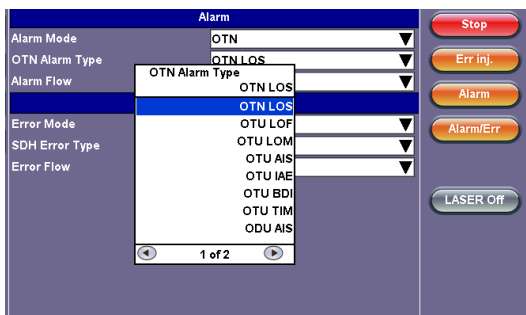 Alarm
Alarm Mode OTN
OTN Alarm Type OTN LOS
Alarm Flow
Error Mode
SDH Error Type
Error Flow
OTN Alarm Type
OTN LOS
OTN LOS
OTU LOF
OTU LOM
OTU AIS
OTU IAE
OTU BDI
OTU TIM
ODU AIS
1 of 2
Stop
Err inj.
Alarm
Alarm/Err
LASER Off